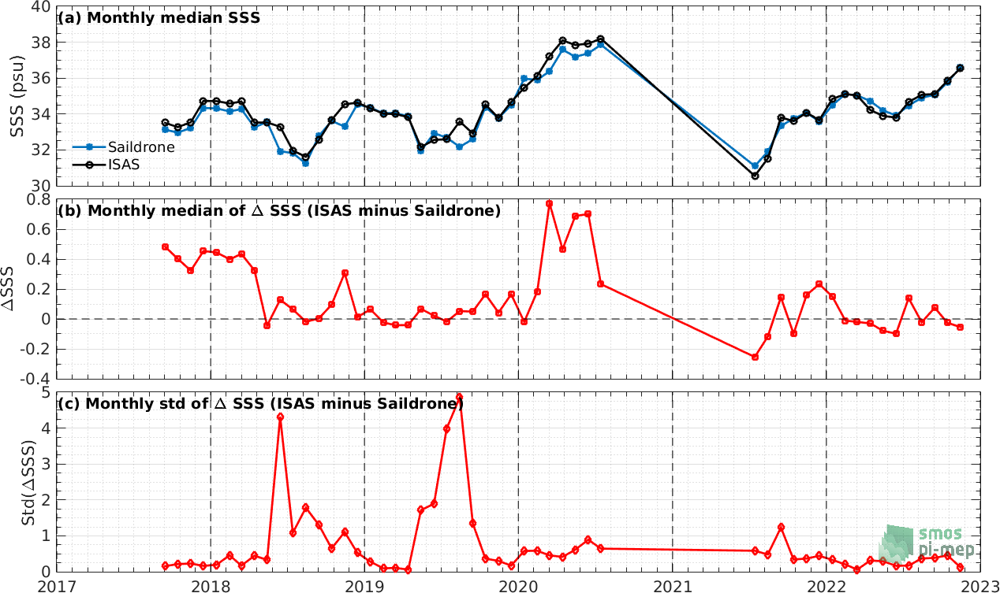 (a) Monthly median SSS
SSS (psu)
40
38
36
34
32
30
Saildrone
ISAS
(b) Monthly median of Δ SSS (ISAS minus Saildrone)
ΔSSS
0.8
0.6
0.4
0.2
0
-0.2
-0.4
(c) Monthly std of Δ SSS (ISAS minus Saildrone)
Std(ΔSSS)
5
4
3
2
1
0
smos
pi-mep
2017 2018 2019 2020 2021 2022 2023